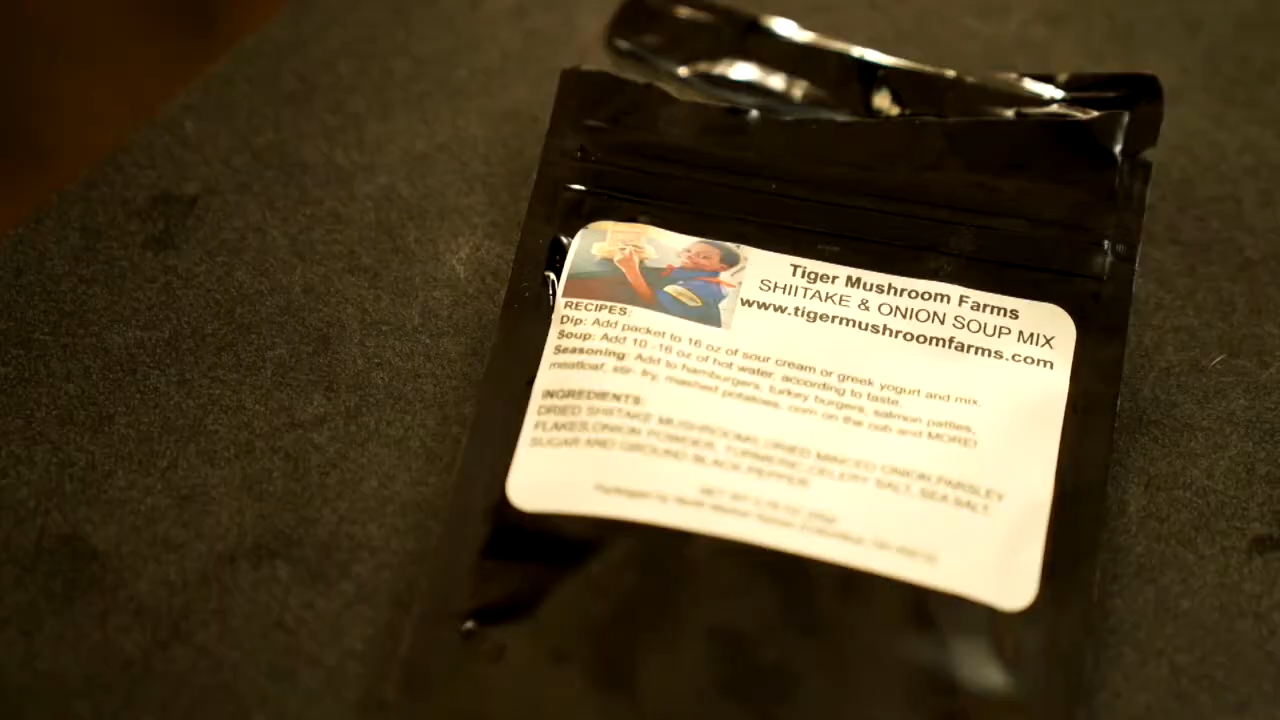 Tiger Mushroom Farms
SHIITAKE & ONION SOUP MIX
www.tigermushroomfarms.com
RECIPES:
Dip: Add packet to 16 oz of sour cream or greek yogurt and mix.
Soup: Add 10 -16 oz of hot water, according to taste.
Seasoning: Add to hamburgers, turkey burgers, salmon patties,
meatloaf, stir- fry, mashed potatoes, corn on the cob and MORE!
INGREDIENTS:
DRIED SHIITAKE MUSHROOMS, DRIED MINCED ONION, PARSLEY
FLAKES, ONION POWDER, TURMERIC, CELERY SALT, SEA SALT,
SUGAR AND GROUND BLACK PEPPER